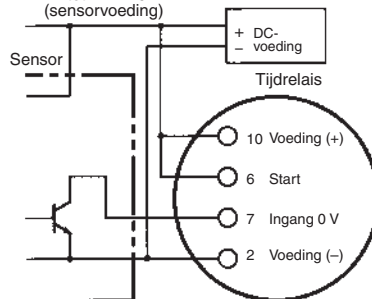 (sensorvoeding)
+ DC-
– voeding
Sensor
Tijdrelais
10 Voeding (+)
6 Start
7 Ingang 0 V
2 Voeding (–)